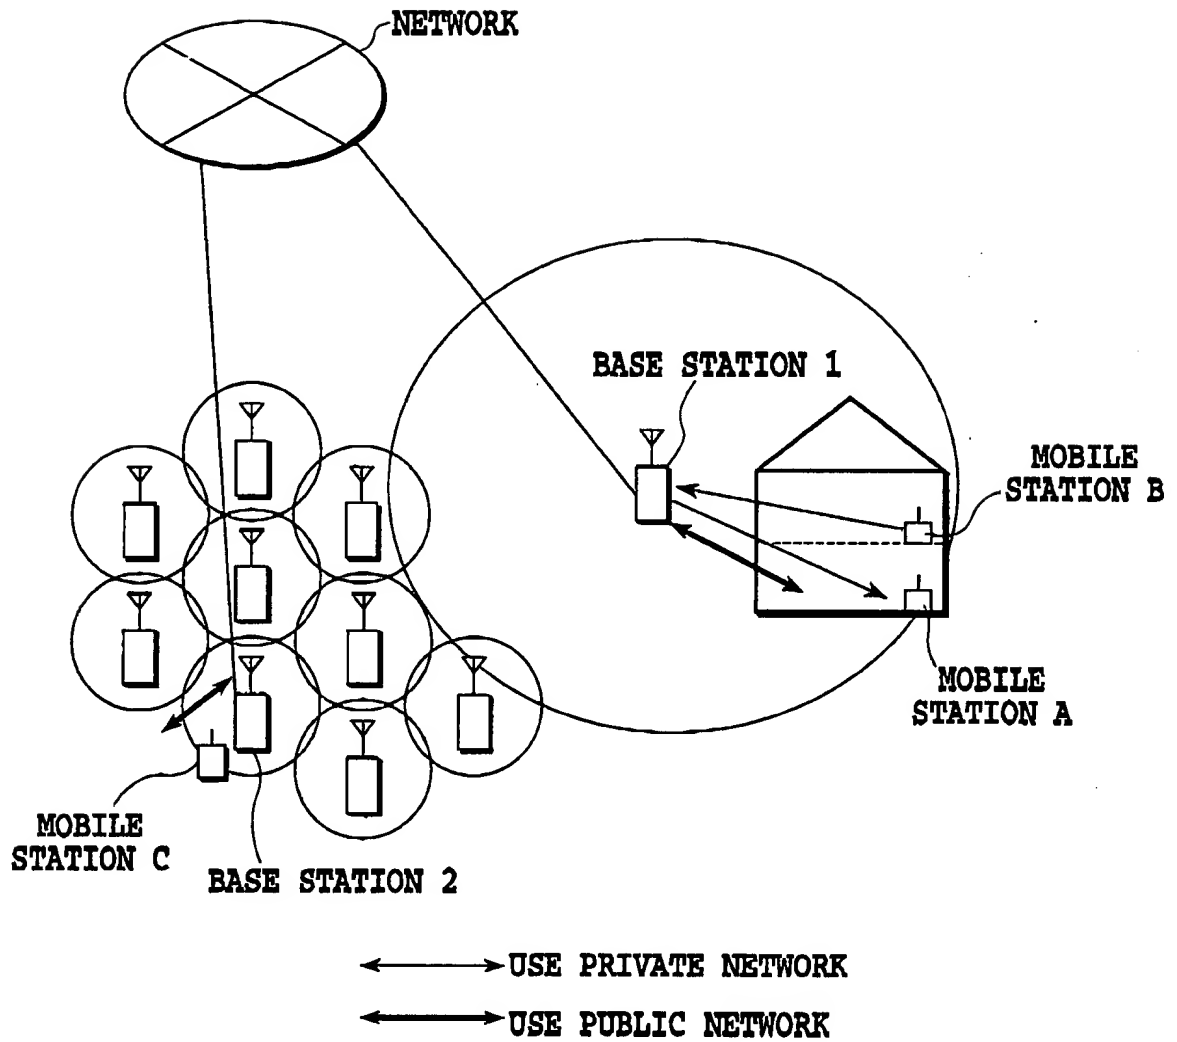 NETWORK
BASE STATION 1
MOBILE
STATION B
MOBILE
STATION A
MOBILE
STATION C
BASE STATION 2
USE PRIVATE NETWORK
USE PUBLIC NETWORK